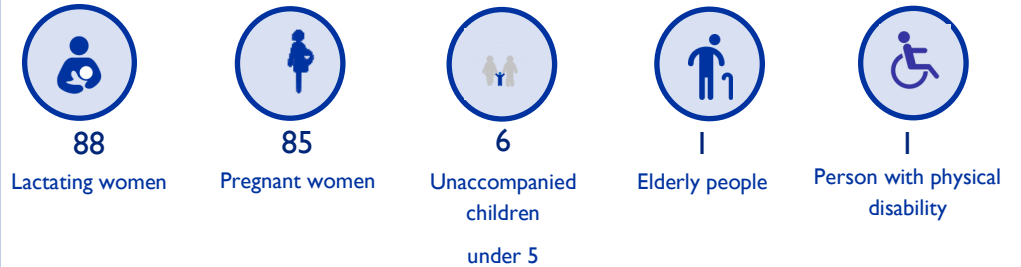 88
Lactating women
85
Pregnant women
6
Unaccompanied
children
under 5
1
Elderly people
1
Person with physical
disability